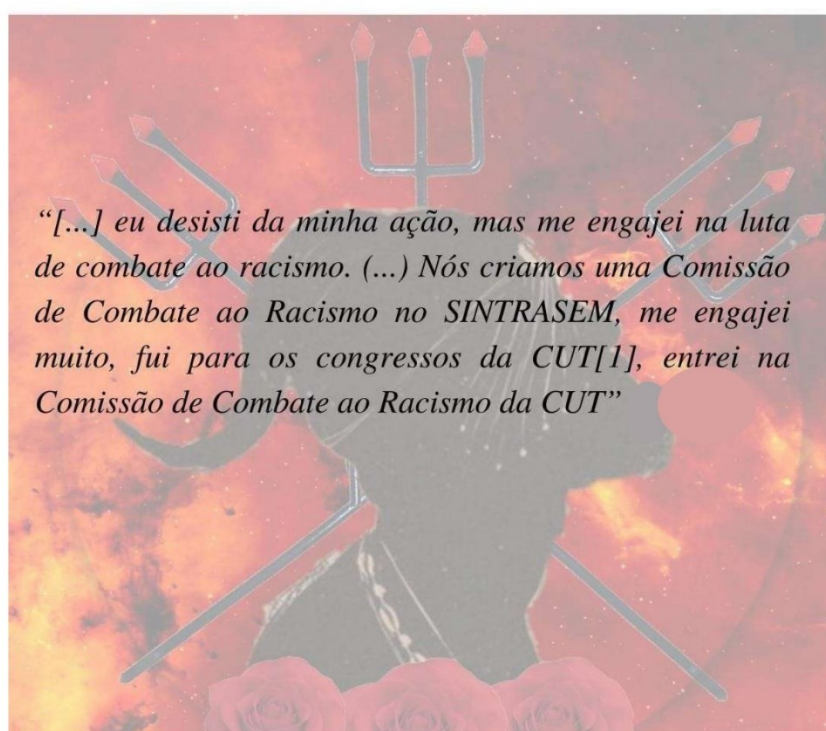 “[...] eu desisti da minha ação, mas me engajei na luta
de combate ao racismo. (...) Nós criamos uma Comissão
de Combate ao Racismo no SINTRASEM, me engajei
muito, fui para os congressos da CUT[1], entrei na
Comissão de Combate ao Racismo da CUT”